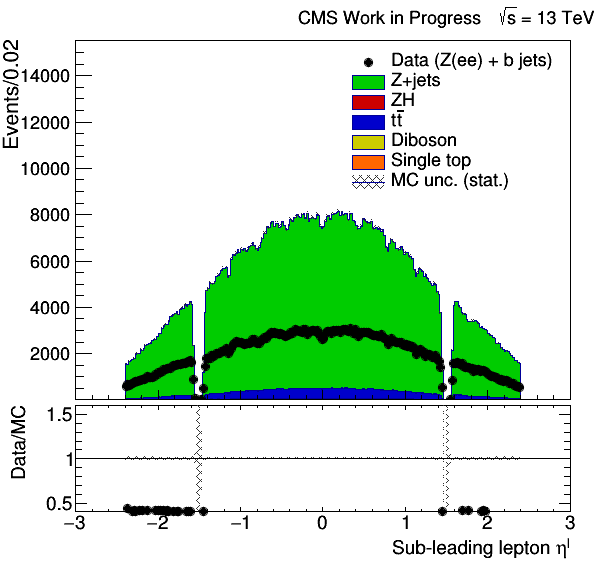 CMS Work in Progress √s = 13 TeV
Events/0.02
14000
12000
10000
8000
6000
4000
2000
Data (Z(ee) + b jets)
Z+jets
ZH
tt̅
Diboson
Single top
MC unc. (stat.)
Data/MC
1.5
1
0.5
−3 −2 −1 0 1 2 3
Sub-leading lepton ηˡ